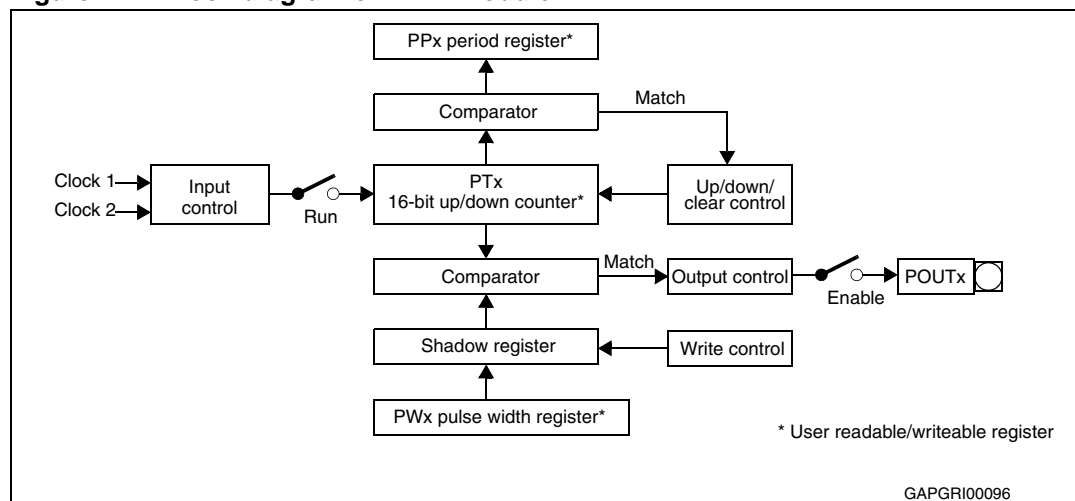 PPx period register*
Comparator
Match
Clock 1
Clock 2
Input
control
Run
PTx
16-bit up/down counter*
Up/down/
clear control
Comparator
Match
Output control
Enable
POUTx
Shadow register
Write control
PWx pulse width register*
* User readable/writeable register
GAPGRI00096